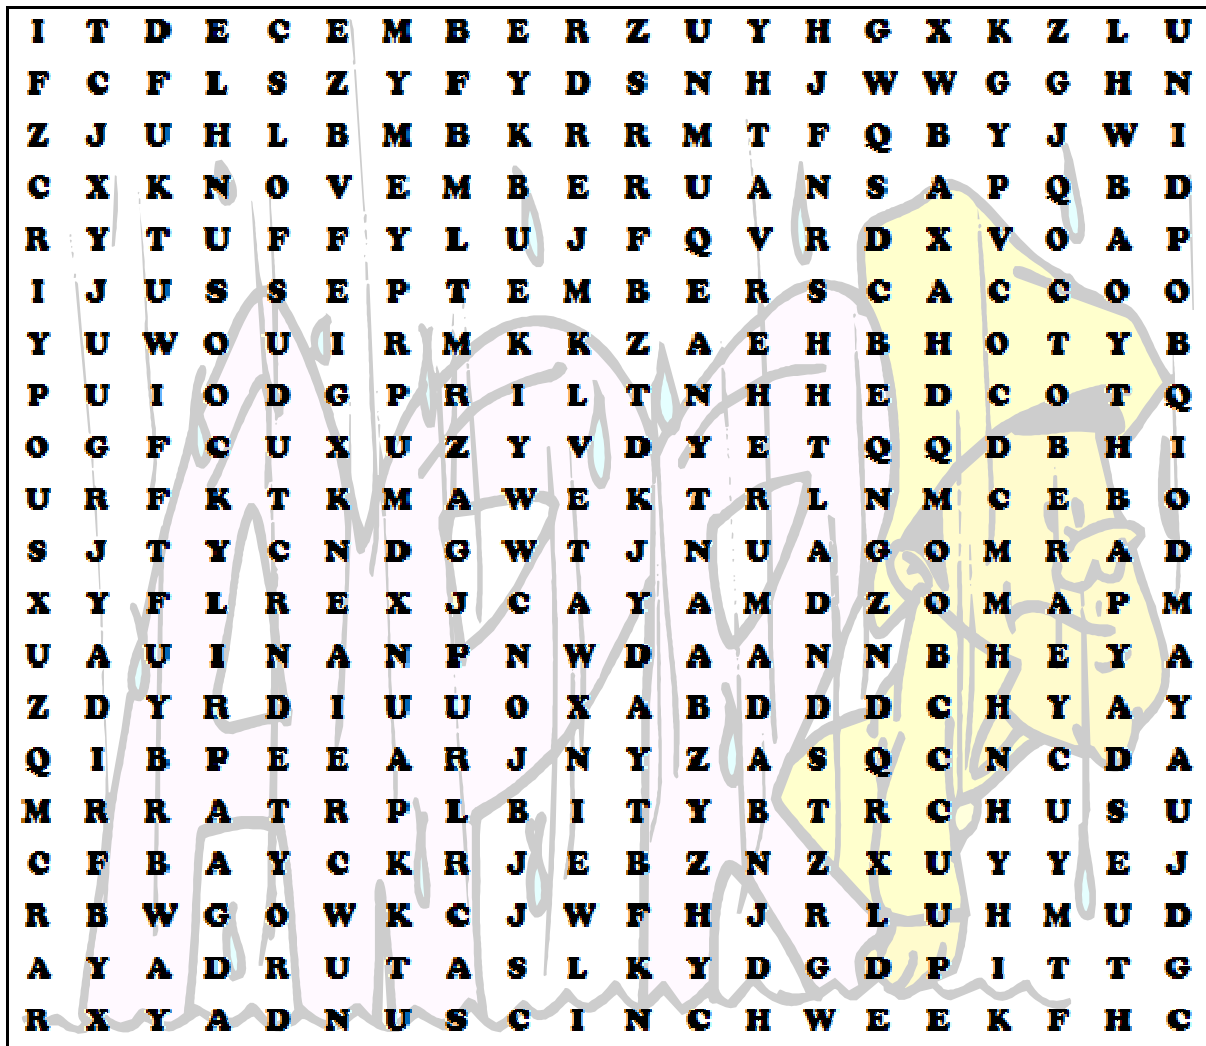 I T D E C E M B E R Z U Y H G X K Z L U
F C F L S Z Y F Y D S N H J W W G G H N
Z J U H L B M B K R R M T F Q B Y J W I
C X K N O V E M B E R U A N S A P Q B D
R Y T U F F Y L U J F Q V R D X V O A P
I J U S S E P T E M B E R S C A C C O O
Y U W O U I R M K K Z A E H B H O T Y B
P U I O D G P R I L T N H H E D C O T Q
O G F C U X U Z Y V D Y E T Q Q D B H I
U R F K T K M A W E K T R L N M C E B O
S J T Y C N D G W T J N U A G O M R A D
X Y F L R E X J C A Y A M D Z O M A P M
U A U I N A N P N W D A A N N B H E Y A
Z D Y R D I U U O X A B D D D C H Y A Y
Q I B P E E A R J N Y Z A S Q C N C D A
M R R A T R P L B I T Y B T R C H U S U
C F B A Y C K R J E B Z N Z X U Y Y E J
R B W G O W K C J W F H J R L U H M U D
A Y A D R U T A S L K Y D G D P I T T G
R X Y A D N U S C I N C H W E E K F H C